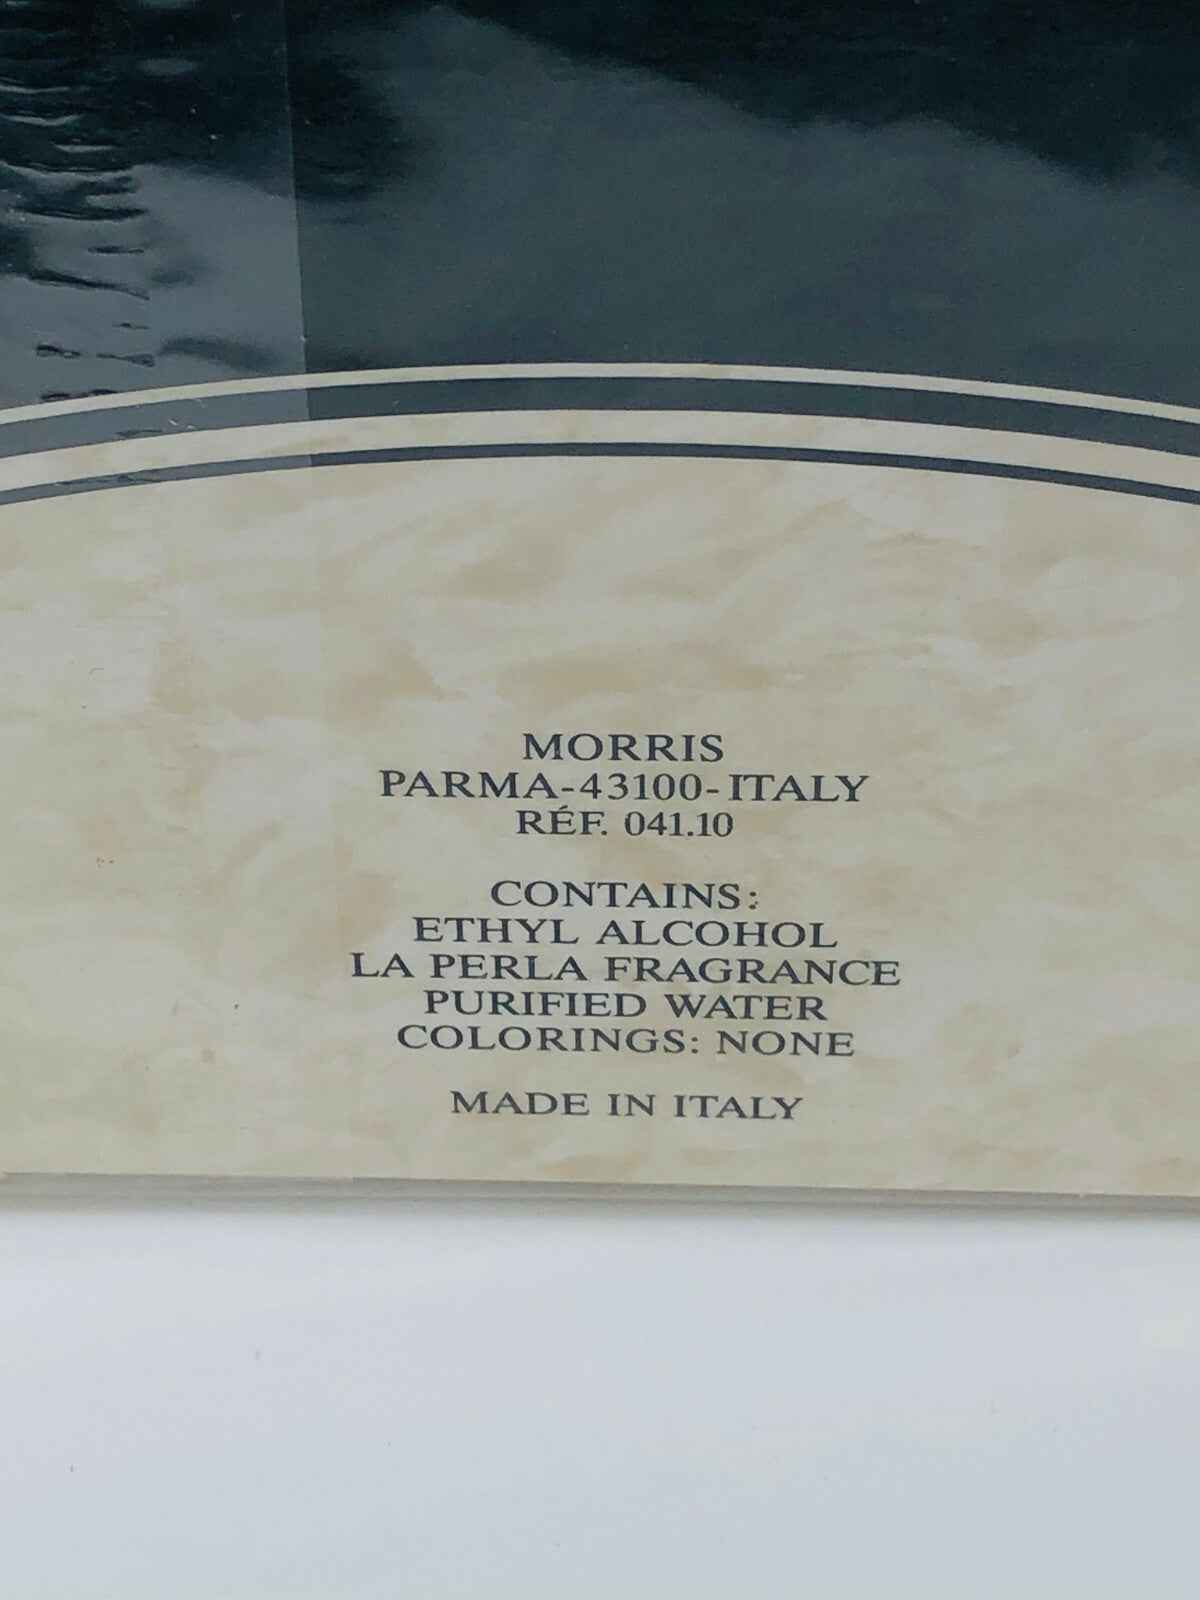 MORRIS
PARMA-43100-ITALY
RÉF. 041.10
CONTAINS:
ETHYL ALCOHOL
LA PERLA FRAGRANCE
PURIFIED WATER
COLORINGS: NONE
MADE IN ITALY